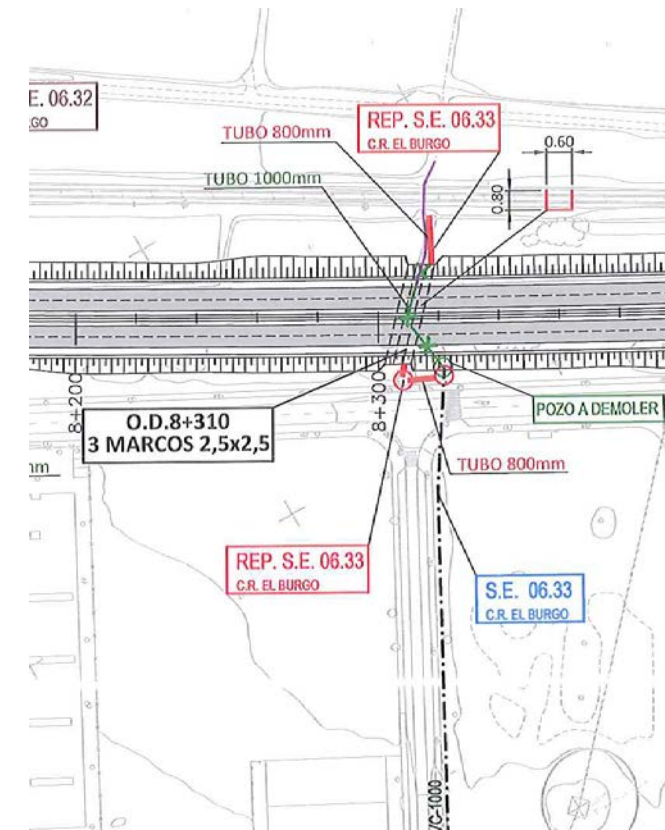 E. 06.32
GO
TUBO 800mm
REP. S.E. 06.33
C.R. EL BURGO
TUBO 1000mm
0.60
0.80
8+200
8+300
O.D.8+310
3 MARCOS 2,5x2,5
POZO A DEMOLER
TUBO 800mm
REP. S.E. 06.33
C.R. EL BURGO
S.E. 06.33
C.R. EL BURGO